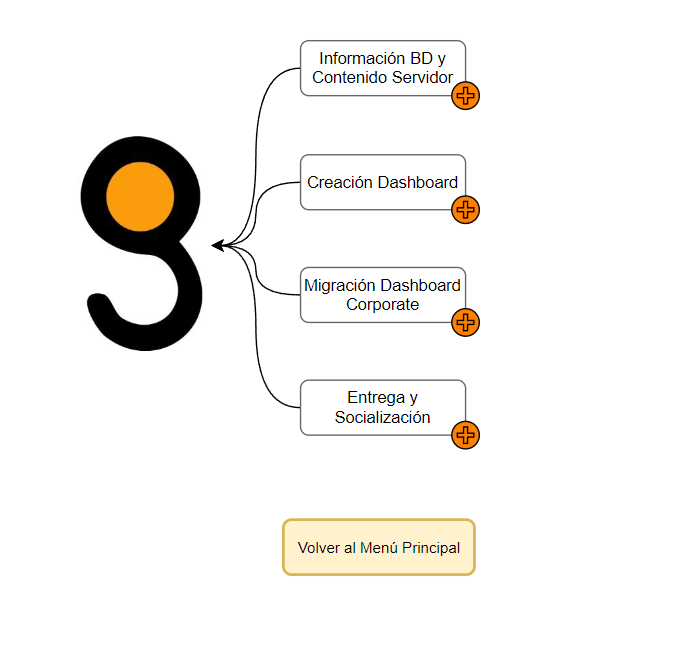 Información BD y
Contenido Servidor
Creación Dashboard
Migración Dashboard
Corporate
Entrega y
Socialización
Volver al Menú Principal